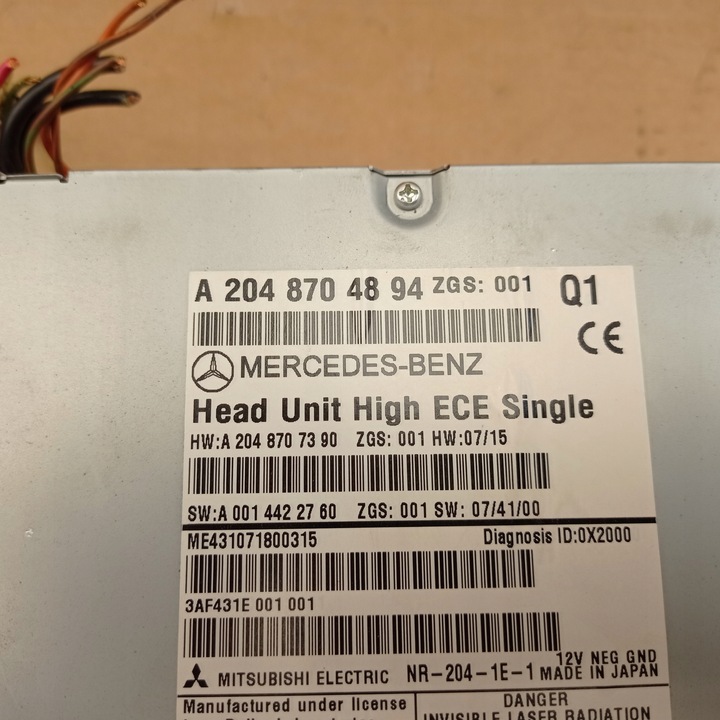 A 204 870 48 94 ZGS: 001 Q1
CE
MERCEDES-BENZ
Head Unit High ECE Single
HW:A 204 870 73 90 ZGS: 001 HW:07/15
SW:A 001 442 27 60 ZGS: 001 SW: 07/41/00
ME431071800315 Diagnosis ID:0X2000
3AF431E 001 001
12V NEG GND
MITSUBISHI ELECTRIC NR-204-1E-1 MADE IN JAPAN
Manufactured under license DANGER
INVISIBLE LASER RADIATION